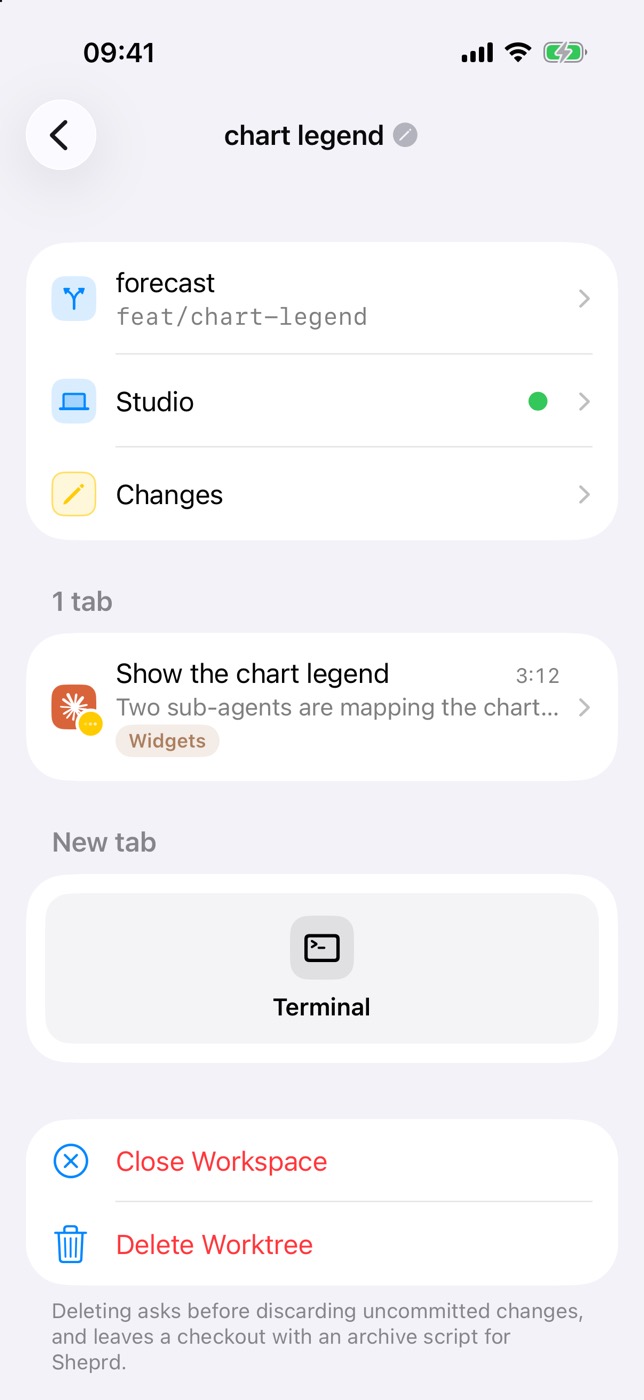 09:41
chart legend
forecast
feat/chart-legend
Studio
Changes
1 tab
Show the chart legend 3:12
Two sub-agents are mapping the chart...
Widgets
New tab
Terminal
Close Workspace
Delete Worktree
Deleting asks before discarding uncommitted changes,
and leaves a checkout with an archive script for
Sheprd.